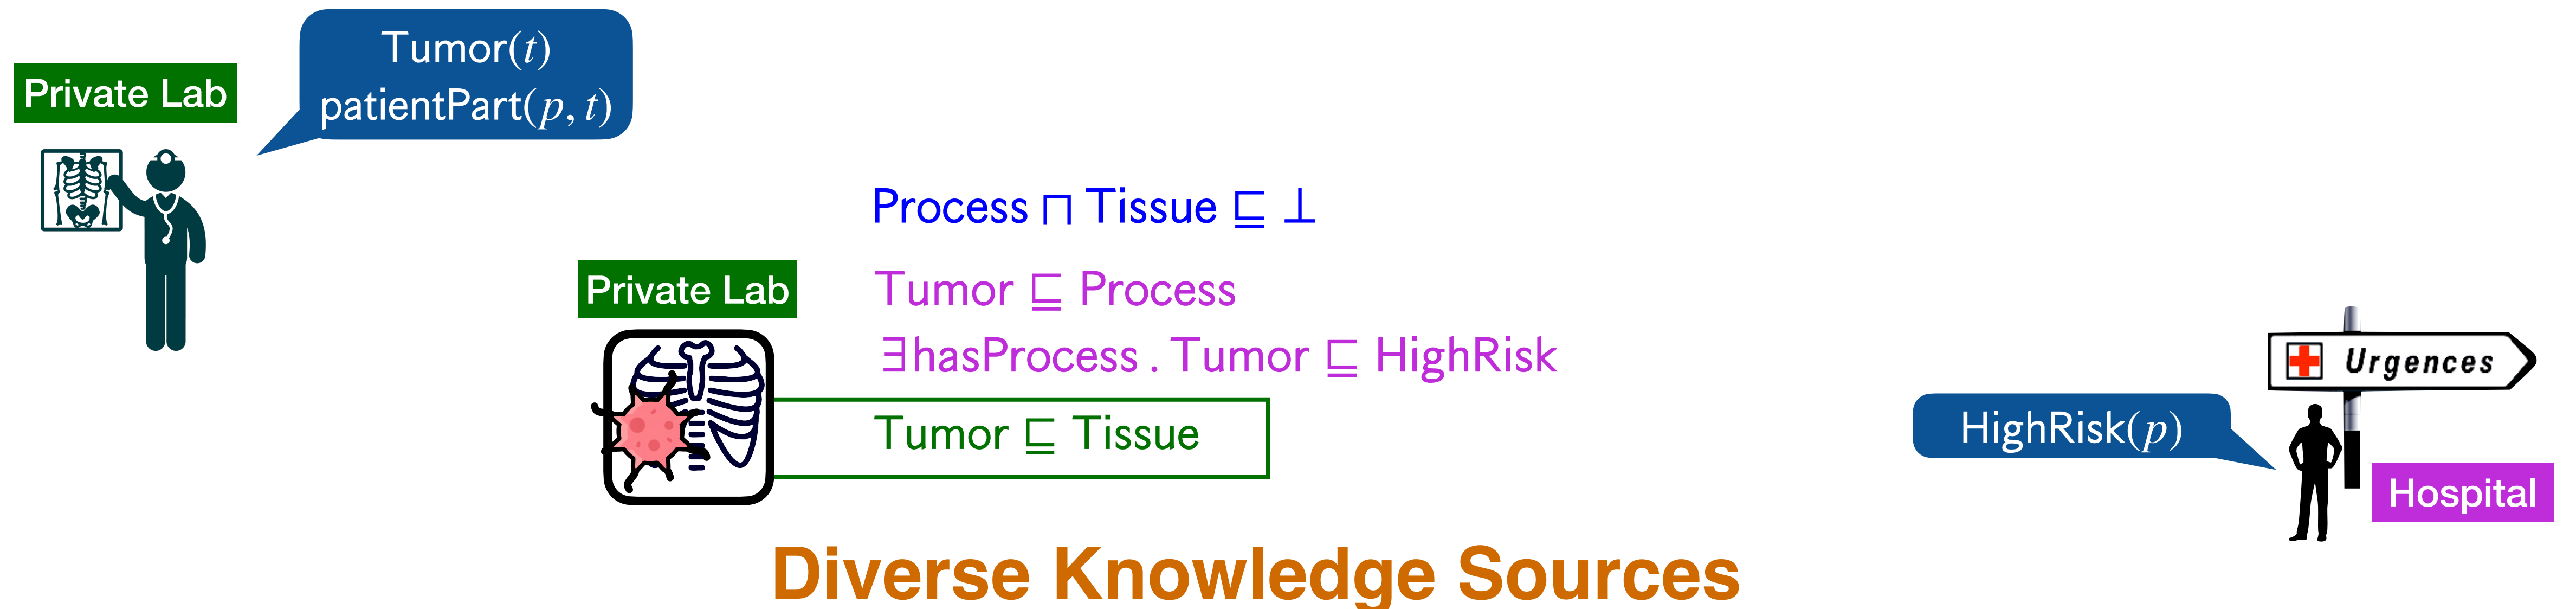 Private Lab
Tumor(t)
patientPart(p, t)
Process ⊓ Tissue ⊑ ⊥
Private Lab
Tumor ⊑ Process
∃hasProcess . Tumor ⊑ HighRisk
Tumor ⊑ Tissue
Urgences
HighRisk(p)
Hospital
Diverse Knowledge Sources